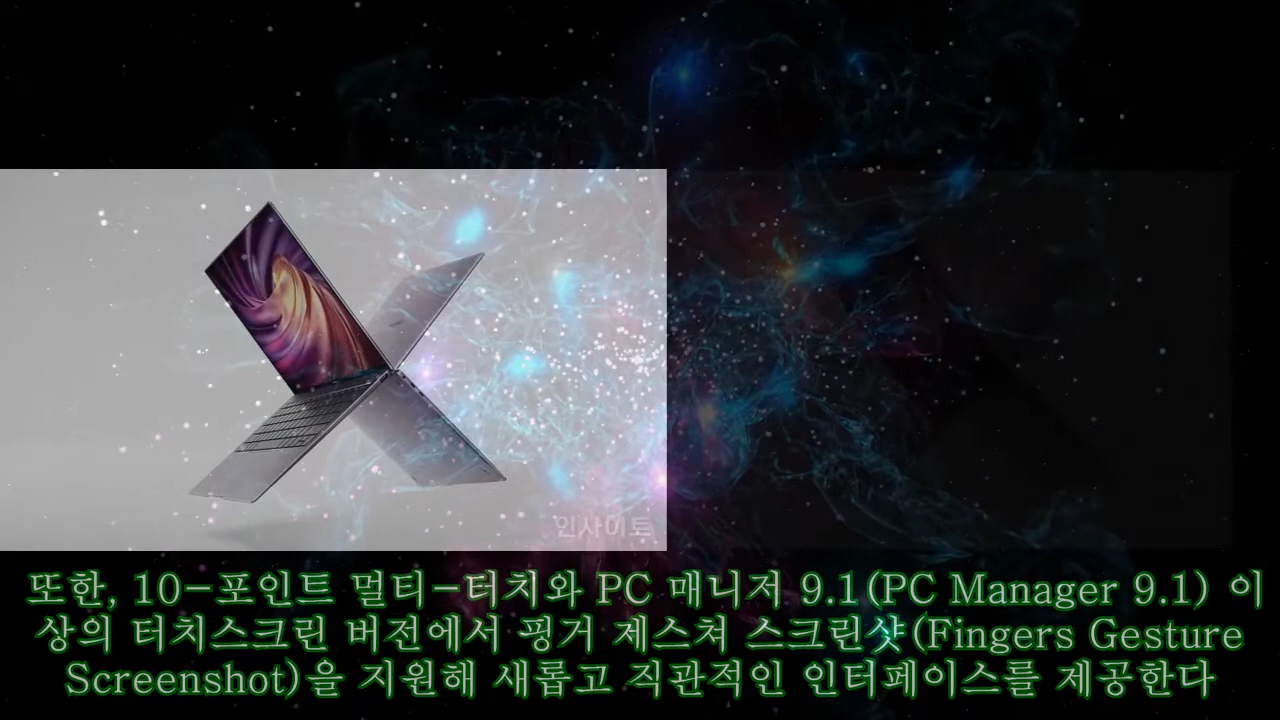 인사이트
또한, 10-포인트 멀티-터치와 PC 매니저 9.1(PC Manager 9.1) 이
상의 터치스크린 버전에서 핑거 제스쳐 스크린샷(Fingers Gesture
Screenshot)을 지원해 새롭고 직관적인 인터페이스를 제공한다